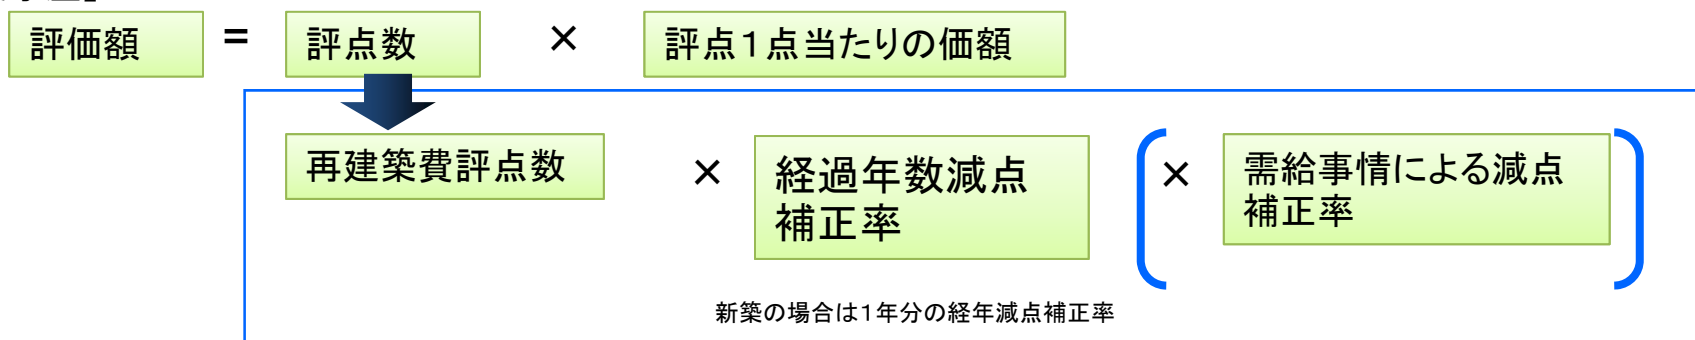 評価額 = 評点数 × 評点１点当たりの価額
再建築費評点数 × 経過年数減点
補正率
× 需給事情による減点
補正率
新築の場合は１年分の経年減点補正率